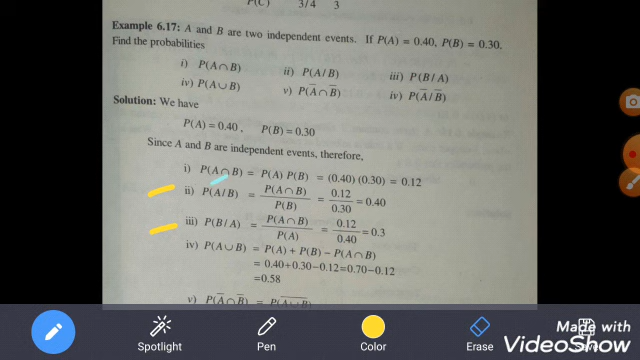 P(C) 3/4 3
Example 6.17: A and B are two independent events. If P(A) = 0.40, P(B) = 0.30.
Find the probabilities
i) P(A∩B) ii) P(A/B) iii) P(B/A)
iv) P(A∪B) v) P(A̅∩B̅) iv) P(A̅/B̅)
Solution: We have
P(A) = 0.40, P(B) = 0.30
Since A and B are independent events, therefore,
i) P(A∩B) = P(A) P(B) = (0.40) (0.30) = 0.12
ii) P(A/B) = P(A∩B)/P(B) = 0.12/0.30 = 0.40
iii) P(B/A) = P(A∩B)/P(A) = 0.12/0.40 = 0.3
iv) P(A∪B) = P(A) + P(B) − P(A∩B)
= 0.40+0.30−0.12=0.70−0.12
=0.58
v) P(A̅∩B̅) = P(A∪B)
Spotlight Pen Color Erase
Made with
VideoShow